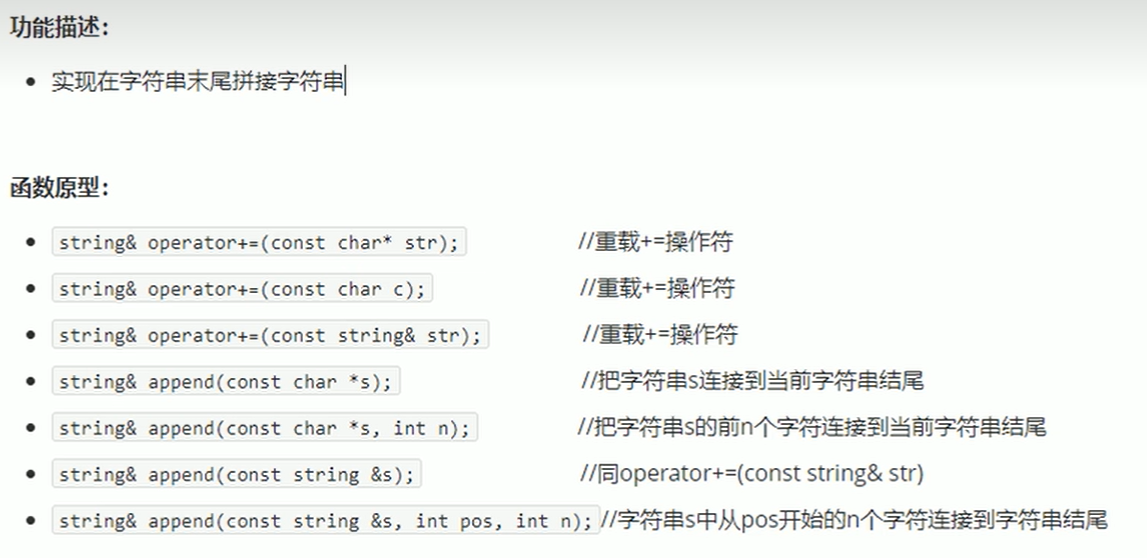 功能描述：
实现在字符串末尾拼接字符串
函数原型：
string& operator+=(const char* str); //重载+=操作符
string& operator+=(const char c); //重载+=操作符
string& operator+=(const string& str); //重载+=操作符
string& append(const char *s); //把字符串s连接到当前字符串结尾
string& append(const char *s, int n); //把字符串s的前n个字符连接到当前字符串结尾
string& append(const string &s); //同operator+=(const string& str)
string& append(const string &s, int pos, int n); //字符串s中从pos开始的n个字符连接到字符串结尾